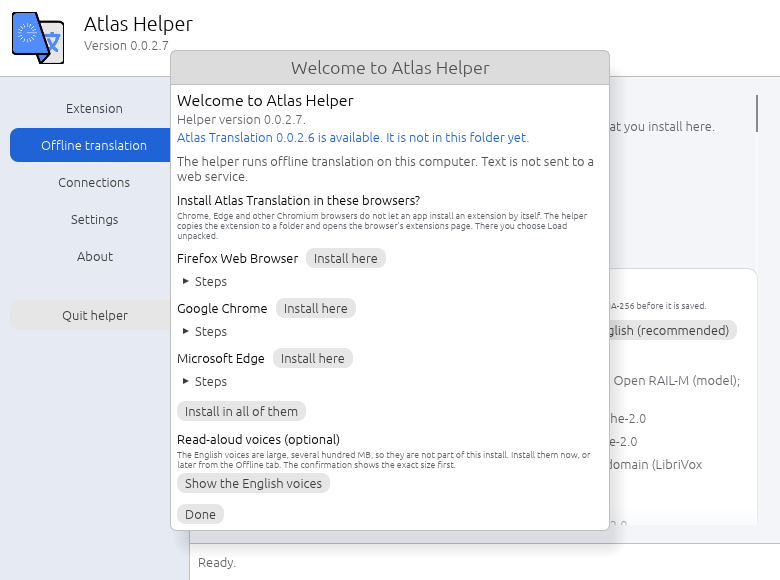 Atlas Helper
Version 0.0.2.7
Welcome to Atlas Helper
Welcome to Atlas Helper
Helper version 0.0.2.7.
Atlas Translation 0.0.2.6 is available. It is not in this folder yet.
The helper runs offline translation on this computer. Text is not sent to a
web service.
Install Atlas Translation in these browsers?
Chrome, Edge and other Chromium browsers do not let an app install an extension by itself. The helper
copies the extension to a folder and opens the browser's extensions page. There you choose Load
unpacked.
Firefox Web Browser Install here
▸ Steps
Google Chrome Install here
▸ Steps
Microsoft Edge Install here
▸ Steps
Install in all of them
Read-aloud voices (optional)
The English voices are large, several hundred MB, so they are not part of this install. Install them now, or
later from the Offline tab. The confirmation shows the exact size first.
Show the English voices
Done
Extension
Offline translation
Connections
Settings
About
Quit helper
at you install here.
A-256 before it is saved.
glish (recommended)
Open RAIL-M (model);
he-2.0
e-2.0
domain (LibriVox
Ready.